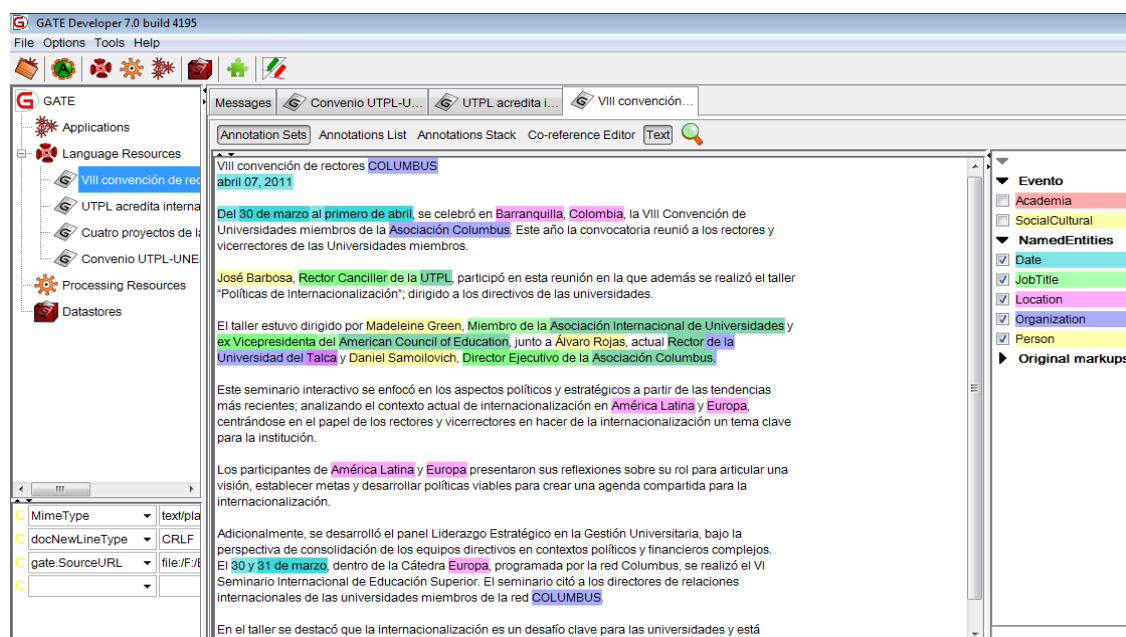 GATE Developer 7.0 build 4195
File Options Tools Help
GATE
Applications
Language Resources
VIII convención de rec
UTPL acredita interna
Cuatro proyectos de la
Convenio UTPL-UNE
Processing Resources
Datastores
MimeType text/pla
docNewLineType CRLF
gate.SourceURL file:/F:/E
C
Messages Convenio UTPL-U... UTPL acredita i... VIII convención...
Annotation Sets Annotations List Annotations Stack Co-reference Editor Text
VIII convención de rectores COLUMBUS
abril 07, 2011
Del 30 de marzo al primero de abril, se celebró en Barranquilla, Colombia, la VIII Convención de
Universidades miembros de la Asociación Columbus. Este año la convocatoria reunió a los rectores y
vicerrectores de las Universidades miembros.
José Barbosa, Rector Canciller de la UTPL, participó en esta reunión en la que además se realizó el taller
“Políticas de Internacionalización”; dirigido a los directivos de las universidades.
El taller estuvo dirigido por Madeleine Green, Miembro de la Asociación Internacional de Universidades y
ex Vicepresidenta del American Council of Education, junto a Álvaro Rojas, actual Rector de la
Universidad del Talca y Daniel Samoilovich, Director Ejecutivo de la Asociación Columbus.
Este seminario interactivo se enfocó en los aspectos políticos y estratégicos a partir de las tendencias
más recientes; analizando el contexto actual de internacionalización en América Latina y Europa,
centrándose en el papel de los rectores y vicerrectores en hacer de la internacionalización un tema clave
para la institución.
Los participantes de América Latina y Europa presentaron sus reflexiones sobre su rol para articular una
visión, establecer metas y desarrollar políticas viables para crear una agenda compartida para la
internacionalización.
Adicionalmente, se desarrolló el panel Liderazgo Estratégico en la Gestión Universitaria, bajo la
perspectiva de consolidación de los equipos directivos en contextos políticos y financieros complejos.
El 30 y 31 de marzo, dentro de la Cátedra Europa, programada por la red Columbus, se realizó el VI
Seminario Internacional de Educación Superior. El seminario citó a los directores de relaciones
internacionales de las universidades miembros de la red COLUMBUS.
En el taller se destacó que la internacionalización es un desafío clave para las universidades y está
Evento
Academia
SocialCultural
NamedEntities
Date
JobTitle
Location
Organization
Person
Original markups